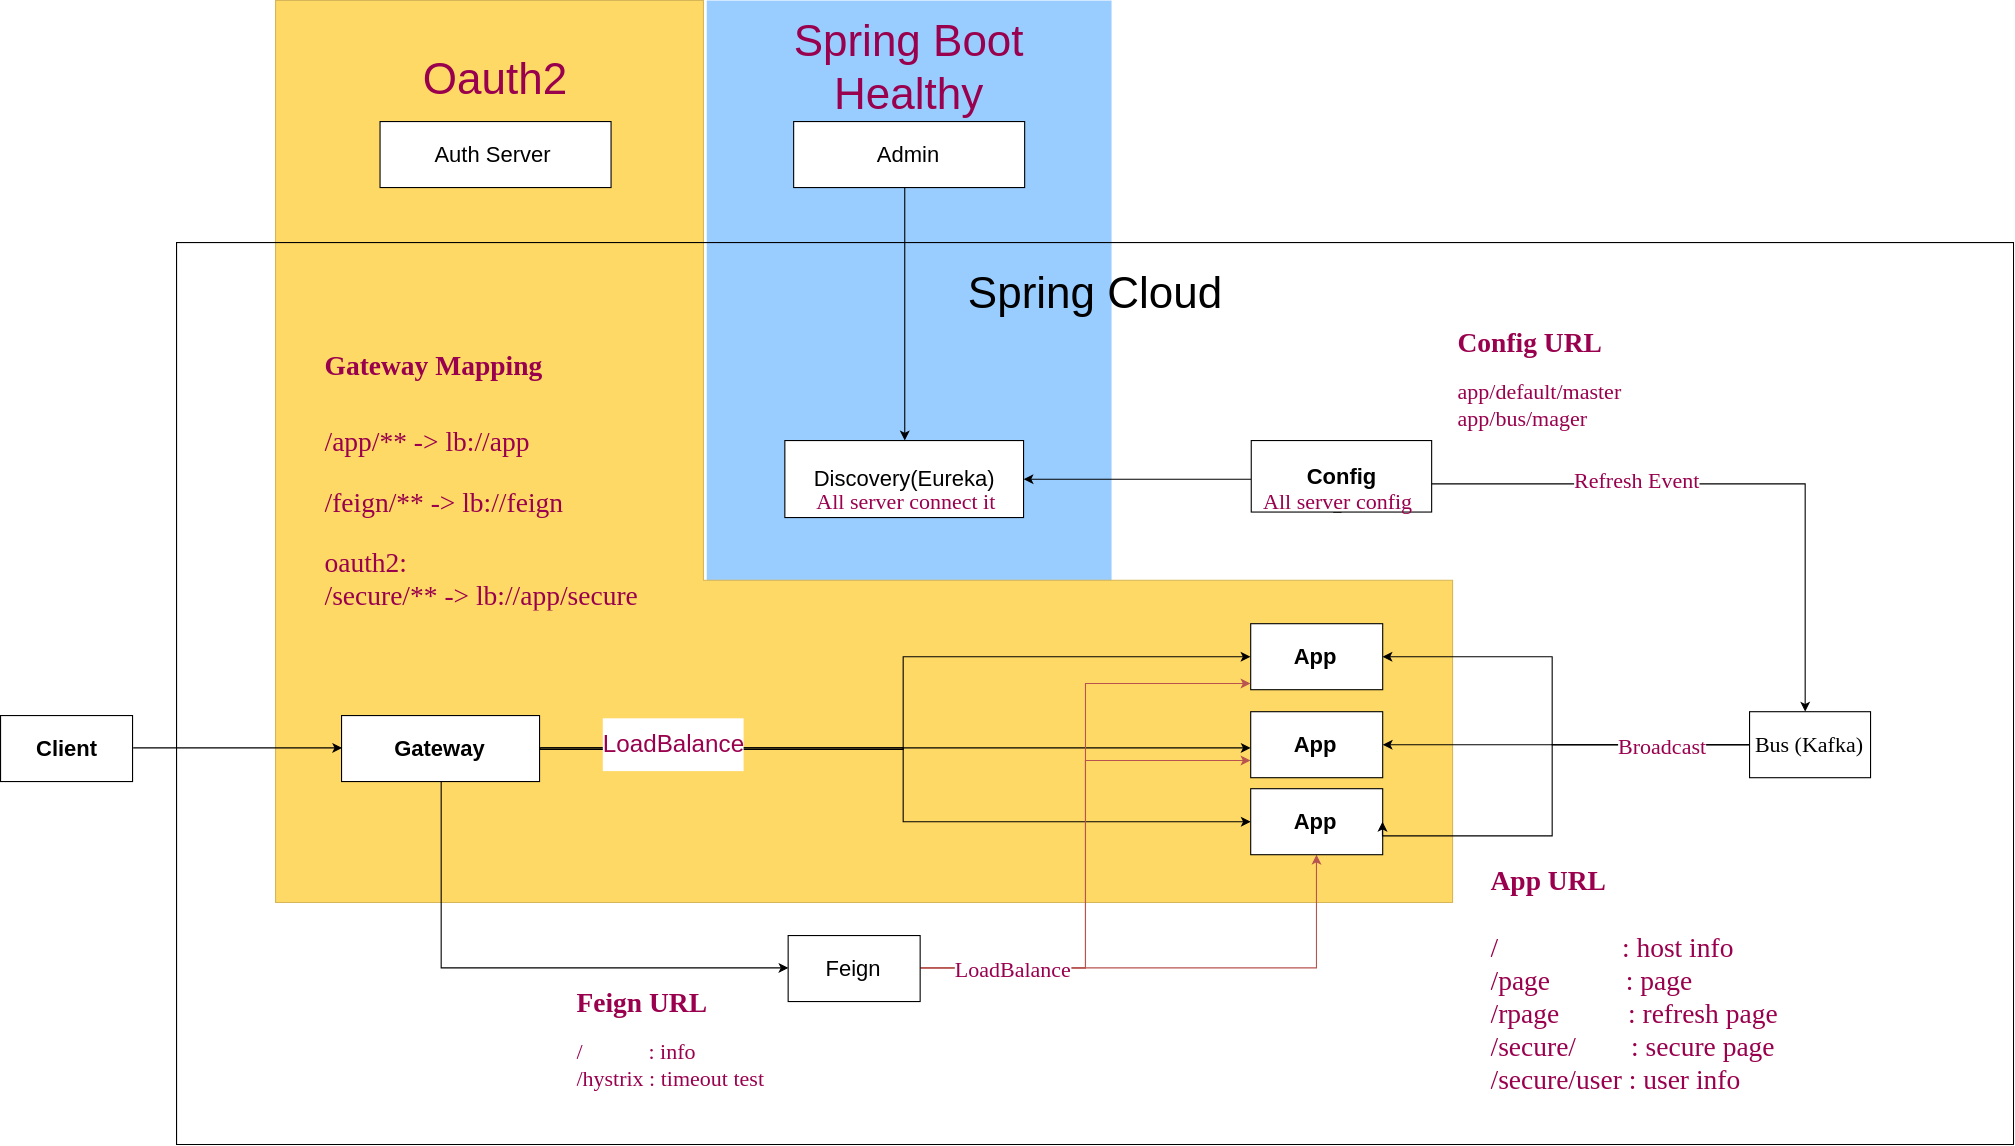 Oauth2
Spring Boot
Healthy
Auth Server
Admin
Spring Cloud
Gateway Mapping
/app/** -> lb://app
/feign/** -> lb://feign
oauth2:
/secure/** -> lb://app/secure
Config URL
app/default/master
app/bus/mager
Discovery(Eureka)
All server connect it
Config
All server config
Refresh Event
Client
Gateway
LoadBalance
App
App
App
Broadcast
Bus (Kafka)
Feign
LoadBalance
Feign URL
/ : info
/hystrix : timeout test
App URL
/ : host info
/page : page
/rpage : refresh page
/secure/ : secure page
/secure/user : user info